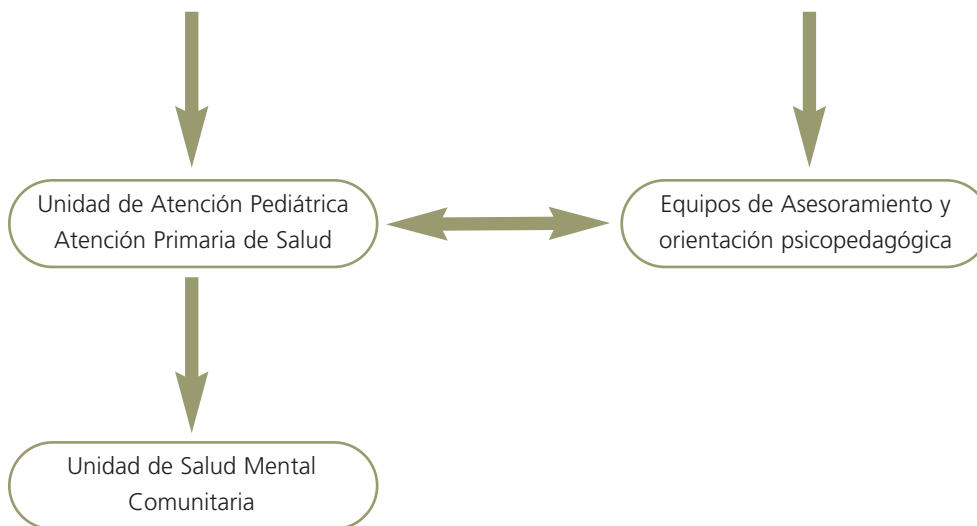 Unidad de Atención Pediátrica
Atención Primaria de Salud
Equipos de Asesoramiento y
orientación psicopedagógica
Unidad de Salud Mental
Comunitaria